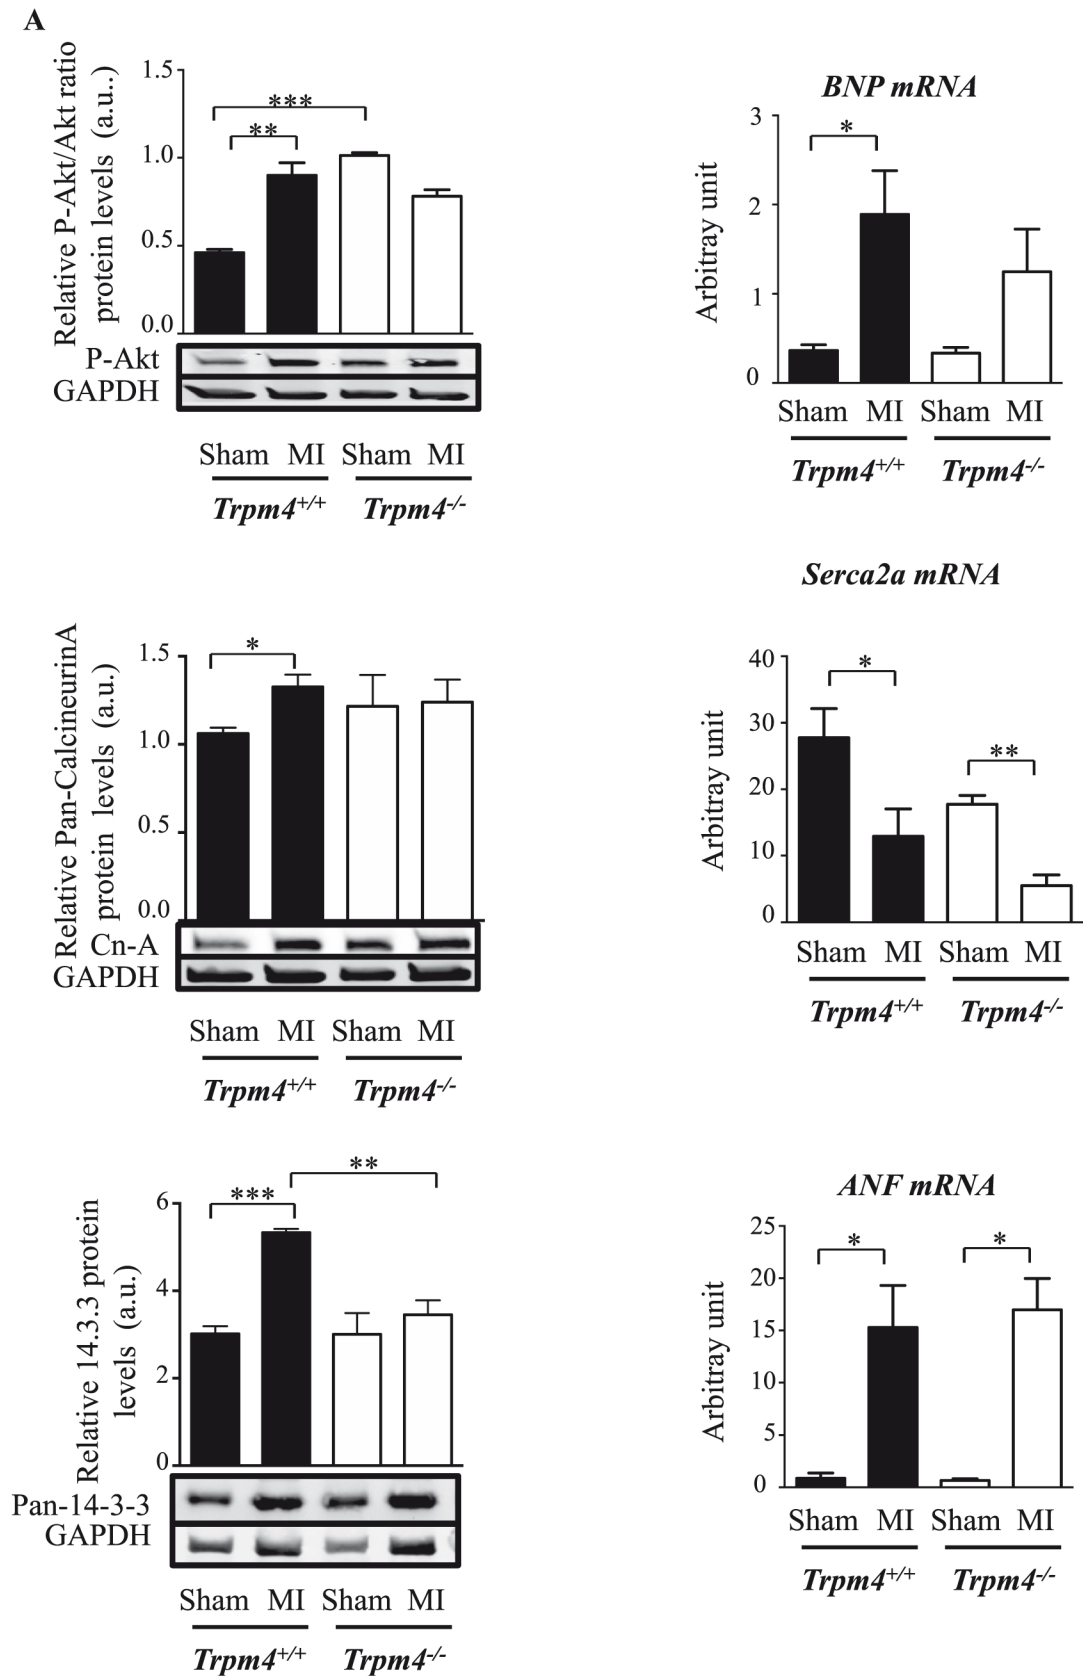 A
Relative P-Akt/Akt ratio
protein levels (a.u..)
1.5
1.0
0.5
0.0
***
**
P-Akt
GAPDH
Sham MI Sham MI
Trpm4+/+ Trpm4-/-
BNP mRNA
Arbitray unit
3
2
1
0
*
Sham MI Sham MI
Trpm4+/+ Trpm4-/-
Relative Pan-CalcineurinA
protein levels (a.u.)
1.5
1.0
0.5
0.0
*
Cn-A
GAPDH
Sham MI Sham MI
Trpm4+/+ Trpm4-/-
Serca2a mRNA
Arbitray unit
40
30
20
10
0
*
**
Sham MI Sham MI
Trpm4+/+ Trpm4-/-
Relative 14.3.3 protein
levels (a.u.)
6
4
2
0
**
***
Pan-14-3-3
GAPDH
Sham MI Sham MI
Trpm4+/+ Trpm4-/-
ANF mRNA
Arbitray unit
25
20
15
10
5
0
* *
Sham MI Sham MI
Trpm4+/+ Trpm4-/-